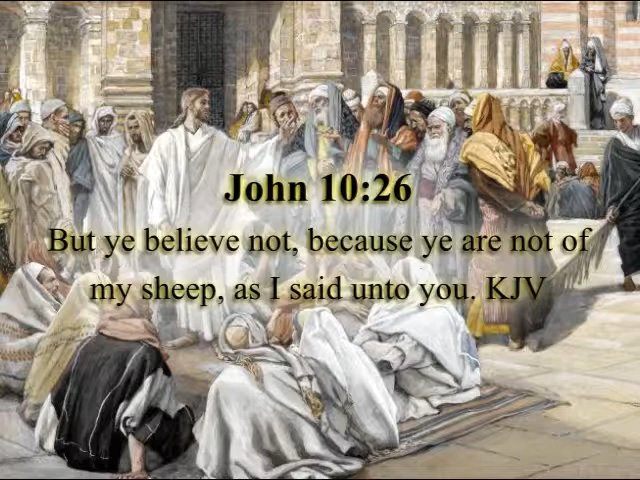 John 10:26
But ye believe not, because ye are not of
my sheep, as I said unto you. KJV